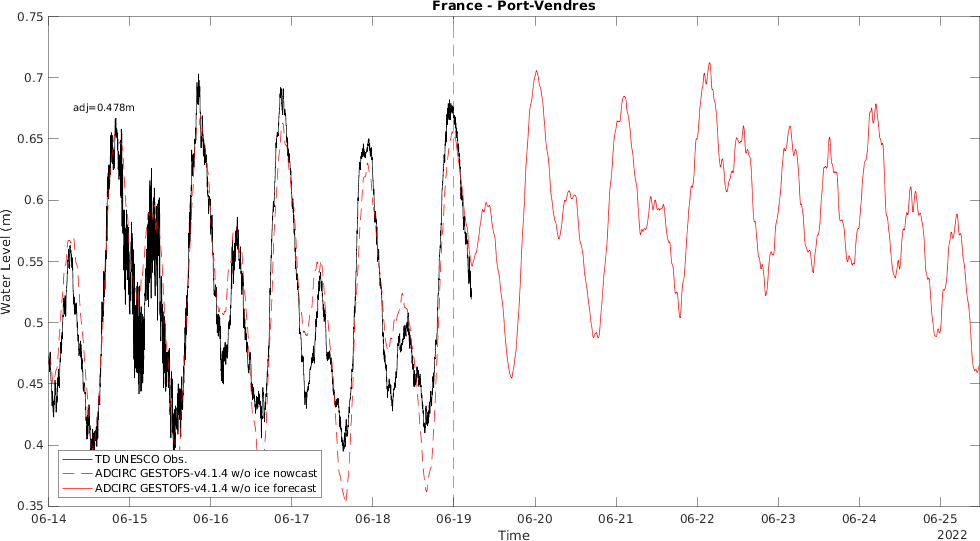 France - Port-Vendres
0.75
0.7
0.65
0.6
0.55
0.5
0.45
0.4
0.35
Water Level (m)
adj=0.478m
TD UNESCO Obs.
ADCIRC GESTOFS-v4.1.4 w/o ice nowcast
ADCIRC GESTOFS-v4.1.4 w/o ice forecast
06-14 06-15 06-16 06-17 06-18 06-19 06-20 06-21 06-22 06-23 06-24 06-25
Time
2022